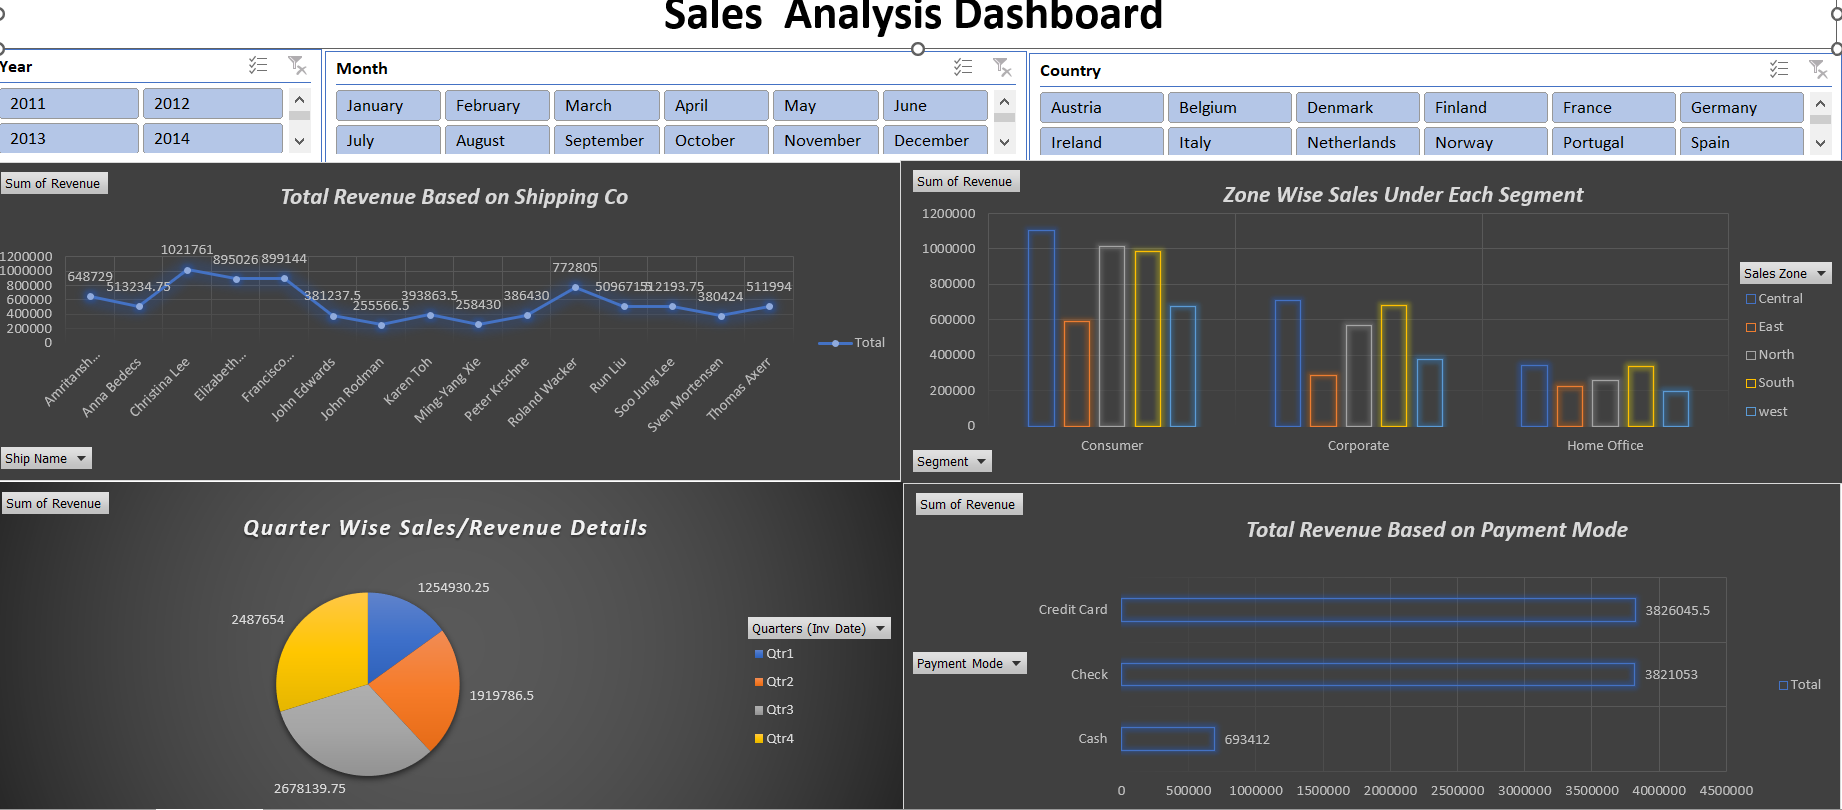 Sales  Analysis Dashboard
Year
2011
2012
2013
2014
Month
January
February
March
April
May
June
July
August
September
October
November
December
Country
Austria
Belgium
Denmark
Finland
France
Germany
Ireland
Italy
Netherlands
Norway
Portugal
Spain
Sum of Revenue
Total Revenue Based on Shipping Co
1200000
1000000
800000
600000
400000
200000
0
648729
513234.75
1021761
895026
899144
381237.5
255566.5
393863.5
258430
386430
772805
512193.75
380424
511994
Amritansh...
Anna Bedecs
Christina Lee
Elizabeth...
Francisco...
John Edwards
John Rodman
Karen Toh
Ming-Yang Xie
Peter Krschne
Roland Wacker
Run Liu
Soo Jung Lee
Sven Mortensen
Thomas Axerr
Total
Ship Name
Sum of Revenue
Zone Wise Sales Under Each Segment
1200000
1000000
800000
600000
400000
200000
0
Consumer
Corporate
Home Office
Sales Zone
Central
East
North
South
west
Segment
Sum of Revenue
Quarter Wise Sales/Revenue Details
1254930.25
1919786.5
2678139.75
2487654
Quarters (Inv Date)
Qtr1
Qtr2
Qtr3
Qtr4
Sum of Revenue
Total Revenue Based on Payment Mode
Credit Card
3826045.5
Check
3821053
Cash
693412
0
500000
1000000
1500000
2000000
2500000
3000000
3500000
4000000
4500000
Payment Mode
Total